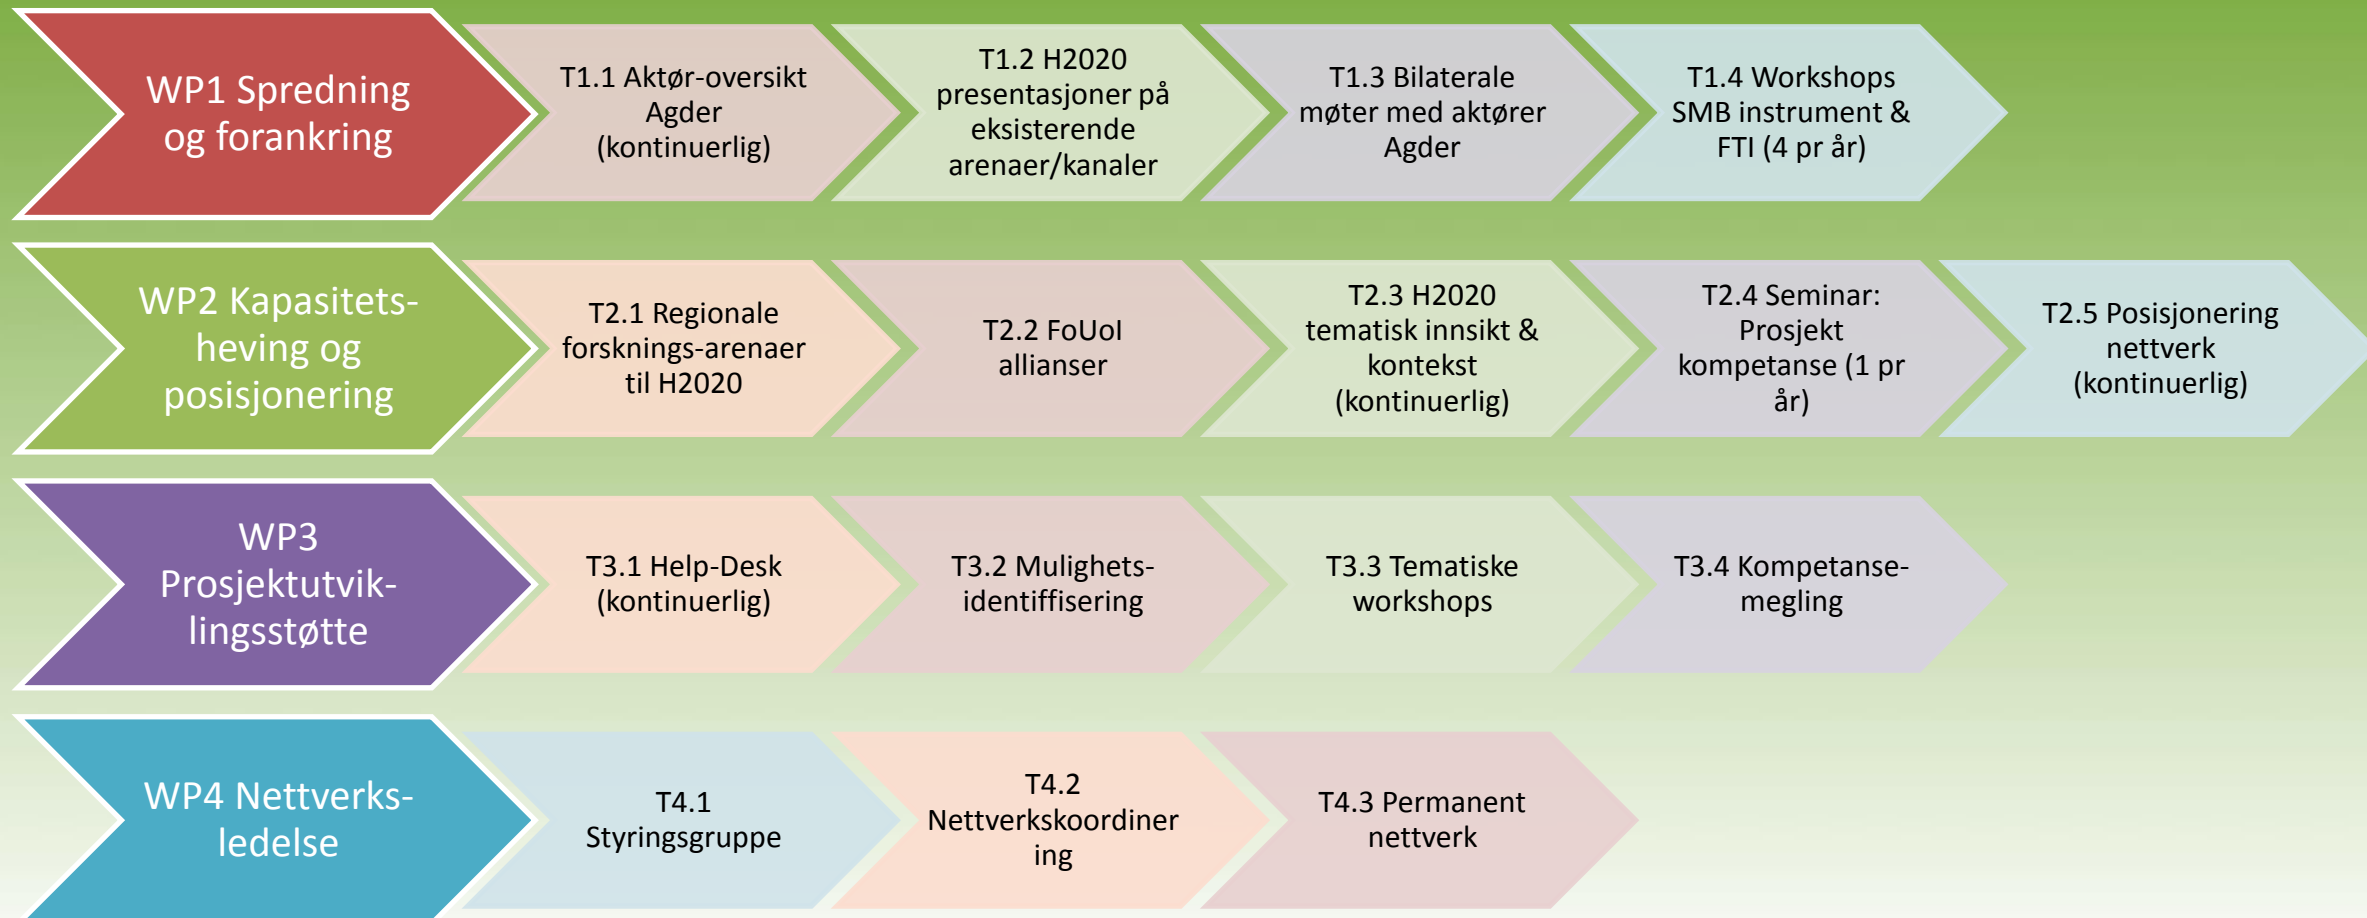 WP1 Spredning
og forankring
T1.1 Aktør-oversikt
Agder
(kontinuerlig)
T1.2 H2020
presentasjoner på
eksisterende
arenaer/kanaler
T1.3 Bilaterale
møter med aktører
Agder
T1.4 Workshops
SMB instrument &
FTI (4 pr år)
WP2 Kapasitets-
heving og
posisjonering
T2.1 Regionale
forsknings-arenaer
til H2020
T2.2 FoUoI
allianser
T2.3 H2020
tematisk innsikt &
kontekst
(kontinuerlig)
T2.4 Seminar:
Prosjekt
kompetanse (1 pr
år)
T2.5 Posisjonering
nettverk
(kontinuerlig)
WP3
Prosjektutvik-
lingsstøtte
T3.1 Help-Desk
(kontinuerlig)
T3.2 Mulighets-
identiffisering
T3.3 Tematiske
workshops
T3.4 Kompetanse-
megling
WP4 Nettverks-
ledelse
T4.1
Styringsgruppe
T4.2
Nettverkskoordiner
ing
T4.3 Permanent
nettverk